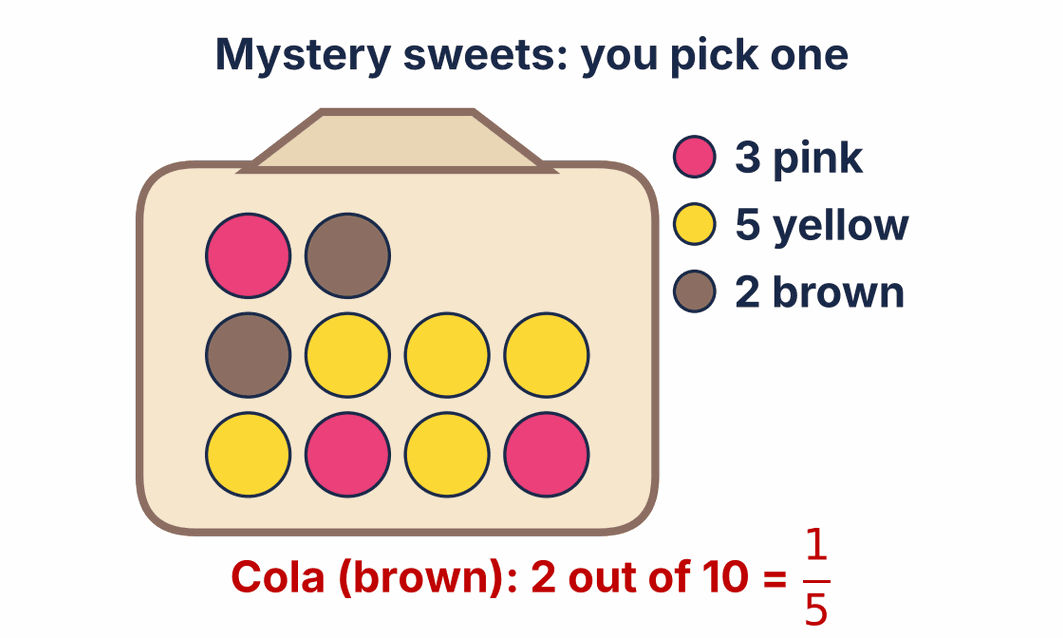 Mystery sweets: you pick one
3 pink
5 yellow
2 brown
Cola (brown): 2 out of 10 = 1/5